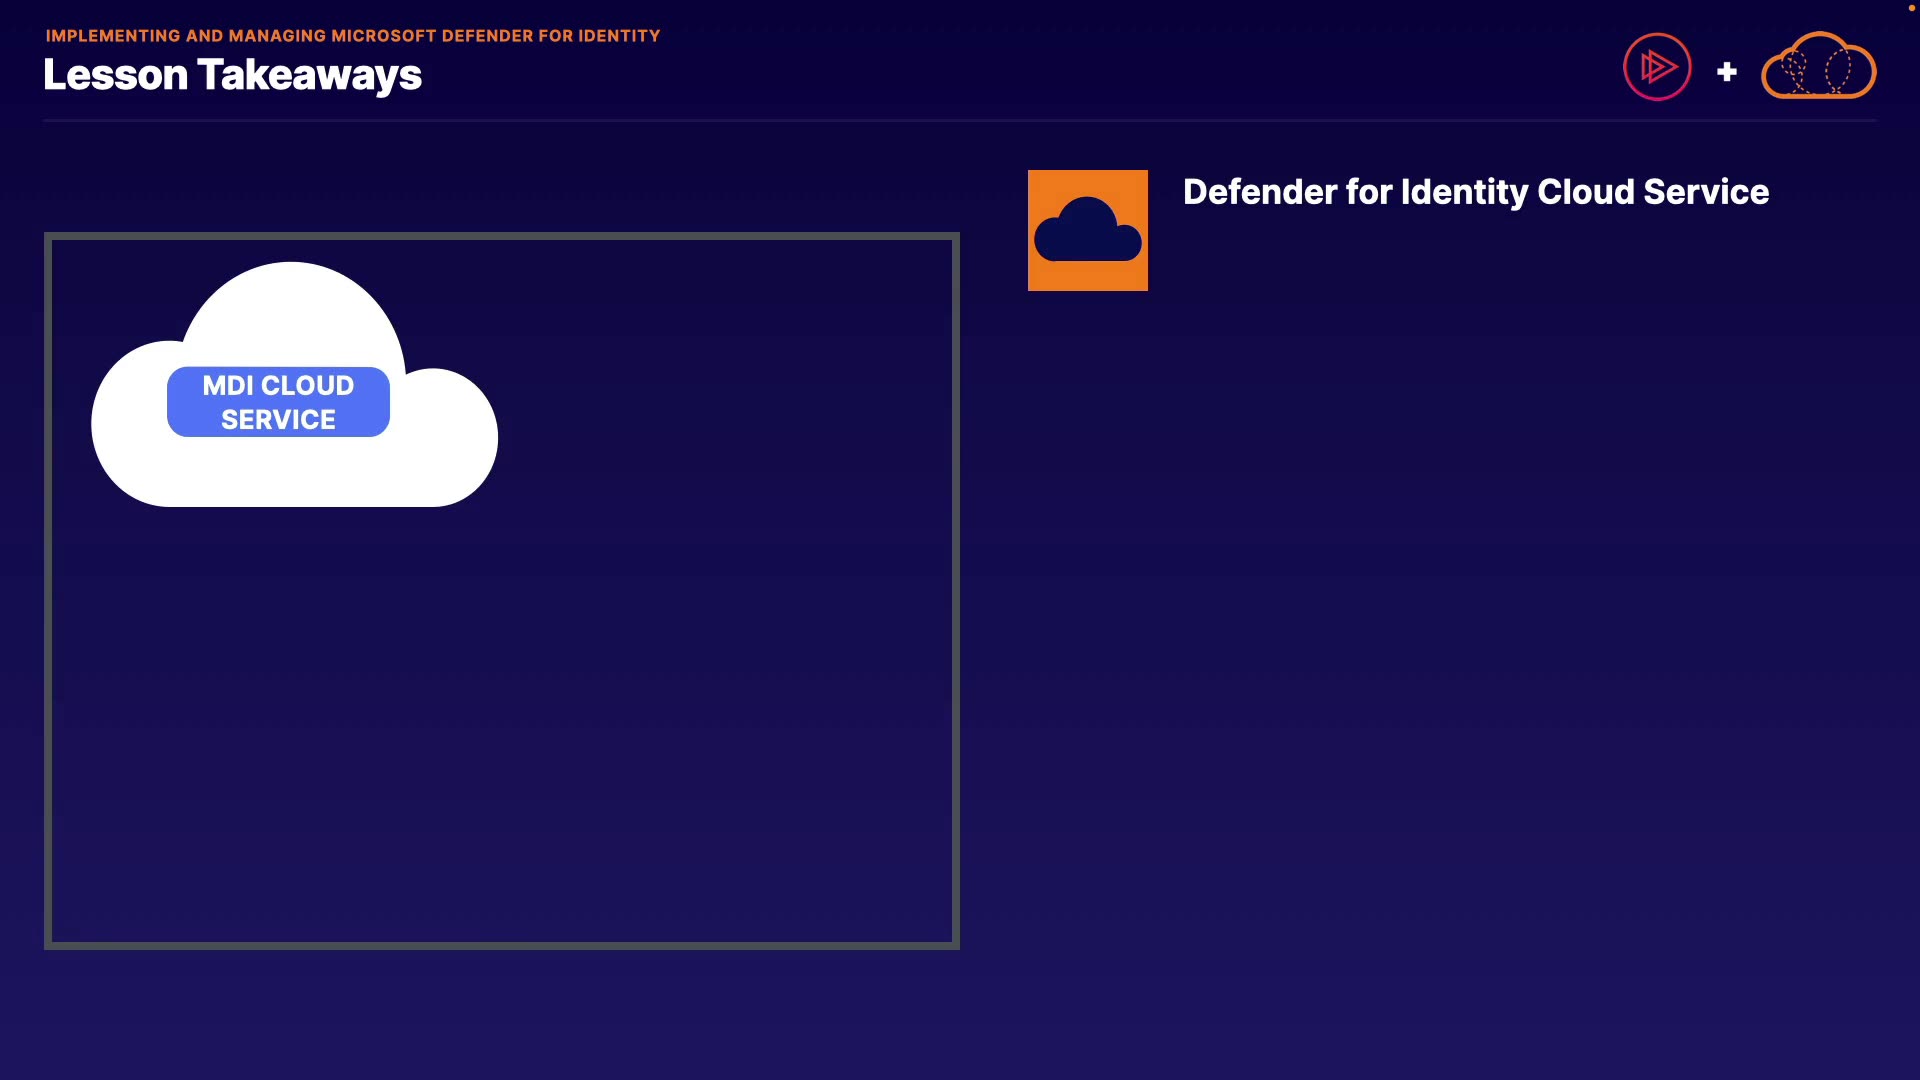 IMPLEMENTING AND MANAGING MICROSOFT DEFENDER FOR IDENTITY
Lesson Takeaways
MDI CLOUD
SERVICE
Defender for Identity Cloud Service